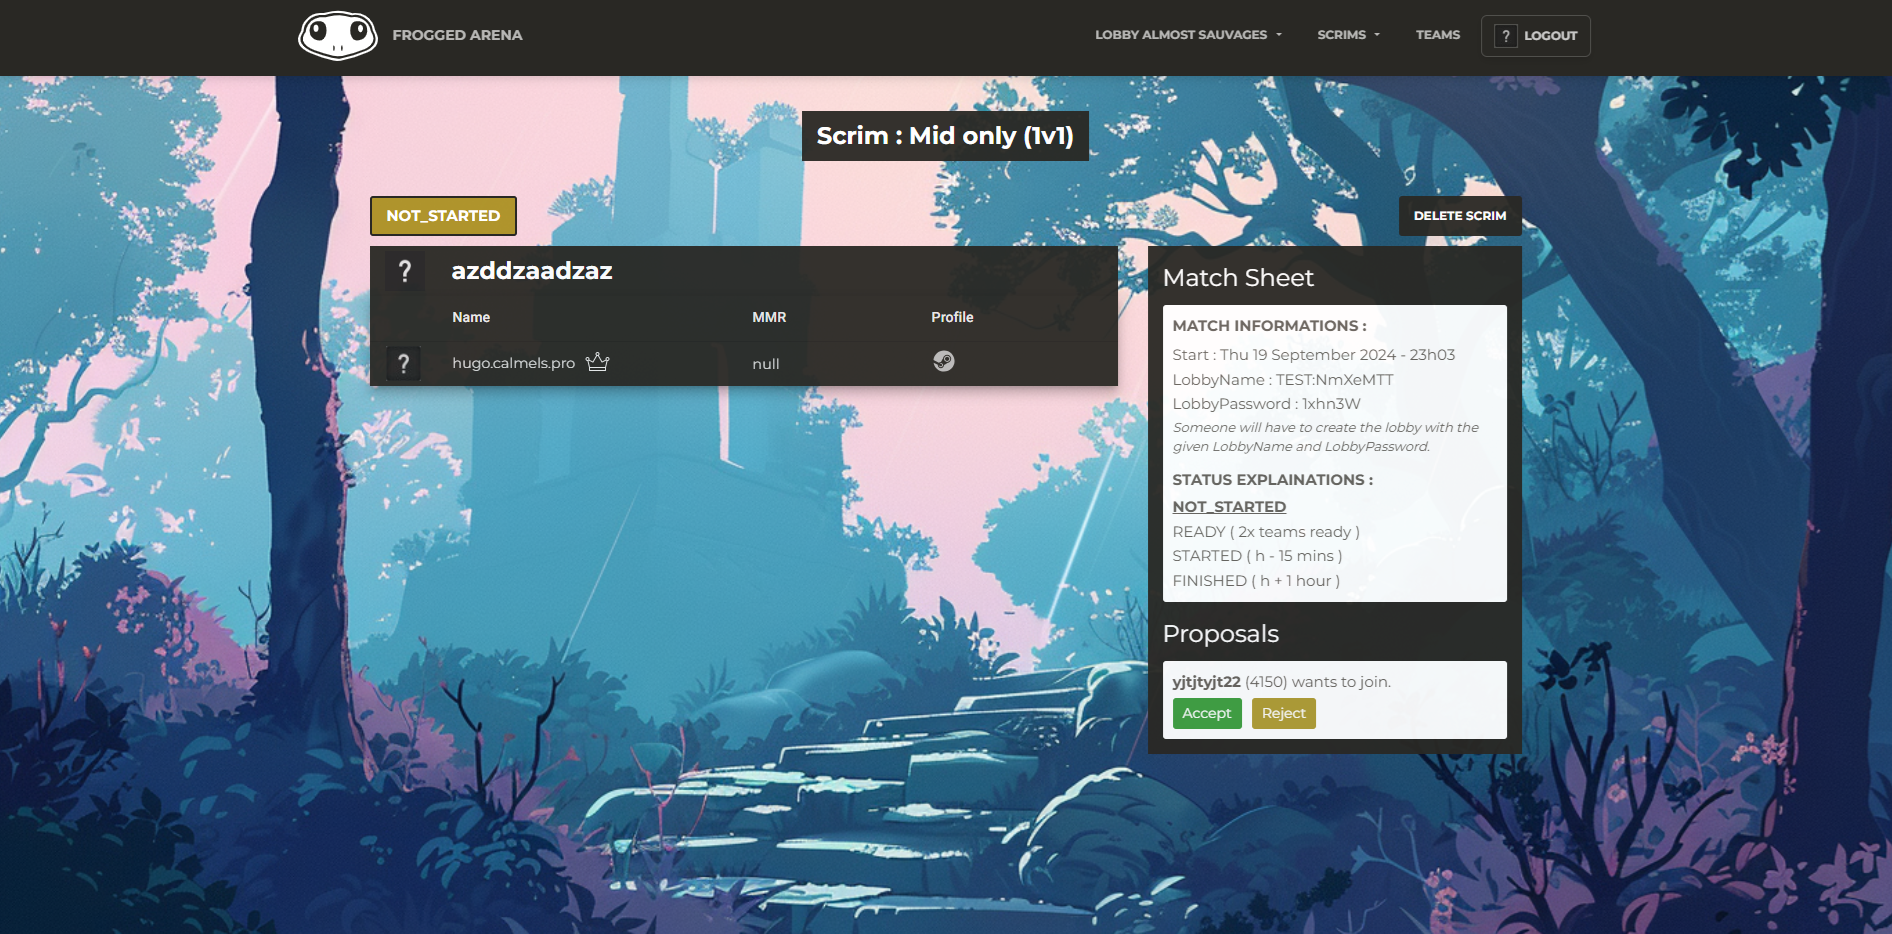 FROGGED ARENA
LOBBY ALMOST SAUVAGES
SCRIMS
TEAMS
? LOGOUT
Scrim : Mid only (1v1)
NOT_STARTED
DELETE SCRIM
? azddzaadzaz
Name MMR Profile
? hugo.calmels.pro null
Match Sheet
MATCH INFORMATIONS :
Start : Thu 19 September 2024 - 23h03
LobbyName : TEST:NmXeMTT
LobbyPassword : 1xhn3W
Someone will have to create the lobby with the
given LobbyName and LobbyPassword.
STATUS EXPLAINATIONS :
NOT_STARTED
READY ( 2x teams ready )
STARTED ( h - 15 mins )
FINISHED ( h + 1 hour )
Proposals
yjtjtyjt22 (4150) wants to join.
Accept Reject